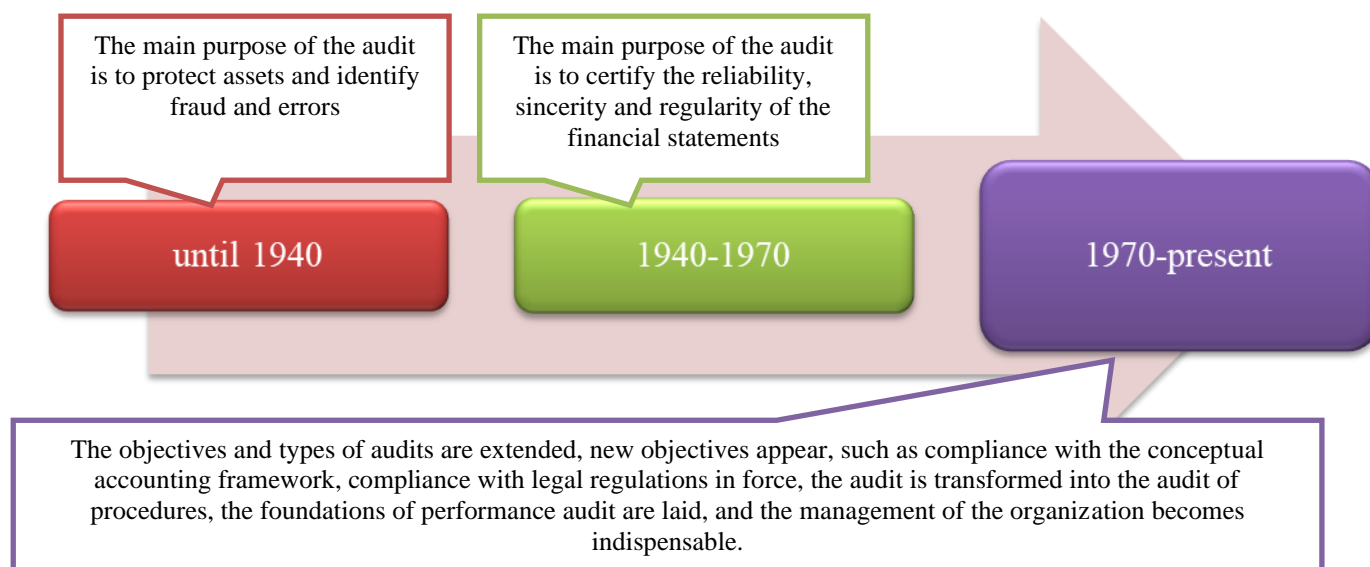 The main purpose of the audit
is to protect assets and identify
fraud and errors
The main purpose of the audit
is to certify the reliability,
sincerity and regularity of the
financial statements
until 1940
1940-1970
1970-present
The objectives and types of audits are extended, new objectives appear, such as compliance with the conceptual
accounting framework, compliance with legal regulations in force, the audit is transformed into the audit of
procedures, the foundations of performance audit are laid, and the management of the organization becomes
indispensable.